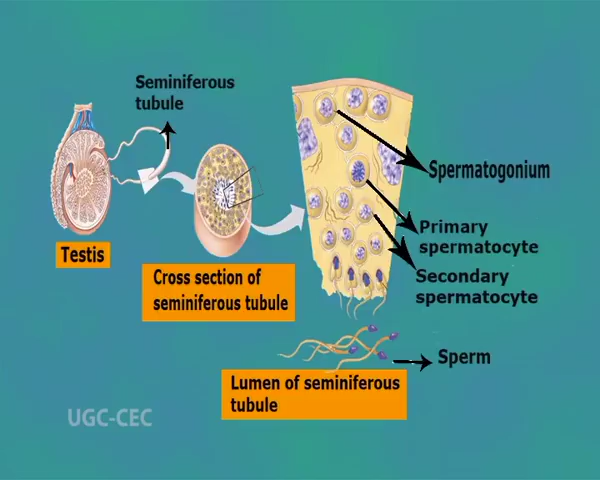 Seminiferous
tubule
Spermatogonium
Testis
Primary
spermatocyte
Cross section of
seminiferous tubule
Secondary
spermatocyte
Sperm
Lumen of seminiferous
tubule
UGC-CEC